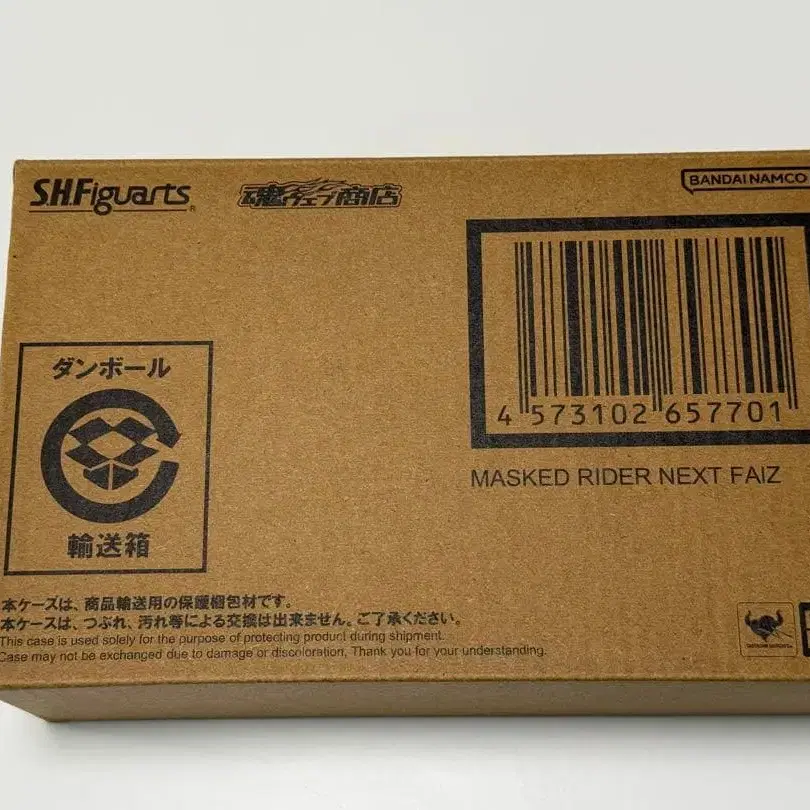 S.H.Figuarts
魂ウェブ商店
BANDAI NAMCO
4 573102 657701
MASKED RIDER NEXT FAIZ
ダンボール
輸送箱
本ケースは、商品輸送用の保護梱包材です。
本ケースは、つぶれ、汚れ等による交換は出来ません。ご了承ください。
This case is used solely for the purpose of protecting product during shipment.
Case may not be exchanged due to damage or discoloration, Thank you for your understanding.